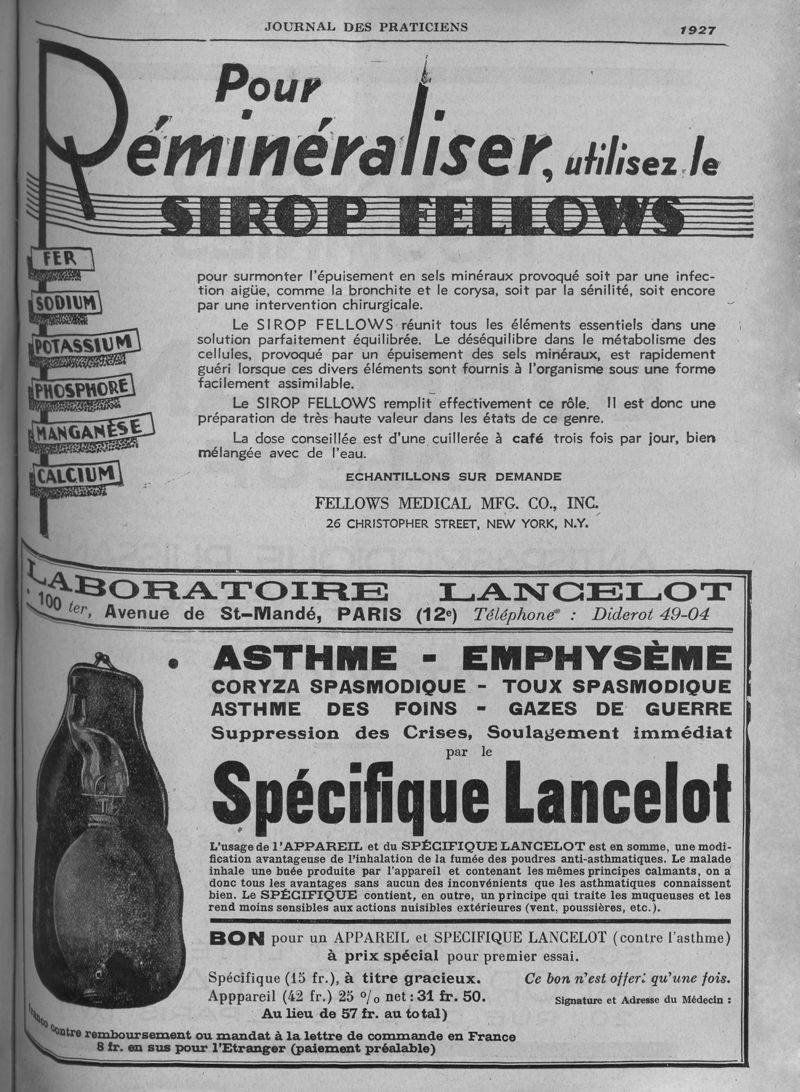 JOURNAL DES PRATICIENS 1927
Pour
Réminéraliser, utilisez le
SIROP FELLOWS
FER
SODIUM
POTASSIUM
PHOSPHORE
MANGANÈSE
CALCIUM
pour surmonter l'épuisement en sels minéraux provoqué soit par une infec-
tion aigüe, comme la bronchite et le corysa, soit par la sénilité, soit encore
par une intervention chirurgicale.
Le SIROP FELLOWS réunit tous les éléments essentiels dans une
solution parfaitement équilibrée. Le déséquilibre dans le métabolisme des
cellules, provoqué par un épuisement des sels minéraux, est rapidement
guéri lorsque ces divers éléments sont fournis à l'organisme sous une forme
facilement assimilable.
Le SIROP FELLOWS remplit effectivement ce rôle. Il est donc une
préparation de très haute valeur dans les états de ce genre.
La dose conseillée est d'une cuillerée à café trois fois par jour, bien
mélangée avec de l'eau.
ECHANTILLONS SUR DEMANDE
FELLOWS MEDICAL MFG. CO., INC.
26 CHRISTOPHER STREET, NEW YORK, N.Y.
LABORATOIRE LANCELOT
100 ter, Avenue de St-Mandé, PARIS (12e) Téléphone : Diderot 49-04
ASTHME - EMPHYSÈME
CORYZA SPASMODIQUE - TOUX SPASMODIQUE
ASTHME DES FOINS - GAZES DE GUERRE
Suppression des Crises, Soulagement immédiat
par le
Spécifique Lancelot
L'usage de l'APPAREIL et du SPÉCIFIQUE LANCELOT est en somme, une modi-
fication avantageuse de l'inhalation de la fumée des poudres anti-asthmatiques. Le malade
inhale une buée produite par l'appareil et contenant les mêmes principes calmants, on a
donc tous les avantages sans aucun des inconvénients que les asthmatiques connaissent
bien. Le SPÉCIFIQUE contient, en outre, un principe qui traite les muqueuses et les
rend moins sensibles aux actions nuisibles extérieures (vent, poussières, etc.).
BON pour un APPAREIL et SPECIFIQUE LANCELOT (contre l'asthme)
à prix spécial pour premier essai.
Spécifique (15 fr.), à titre gracieux. Ce bon n'est offert qu'une fois.
Apppareil (42 fr.) 25 % net : 31 fr. 50. Signature et Adresse du Médecin :
Au lieu de 57 fr. au total)
franco contre remboursement ou mandat à la lettre de commande en France
8 fr. en sus pour l'Etranger (paiement préalable)